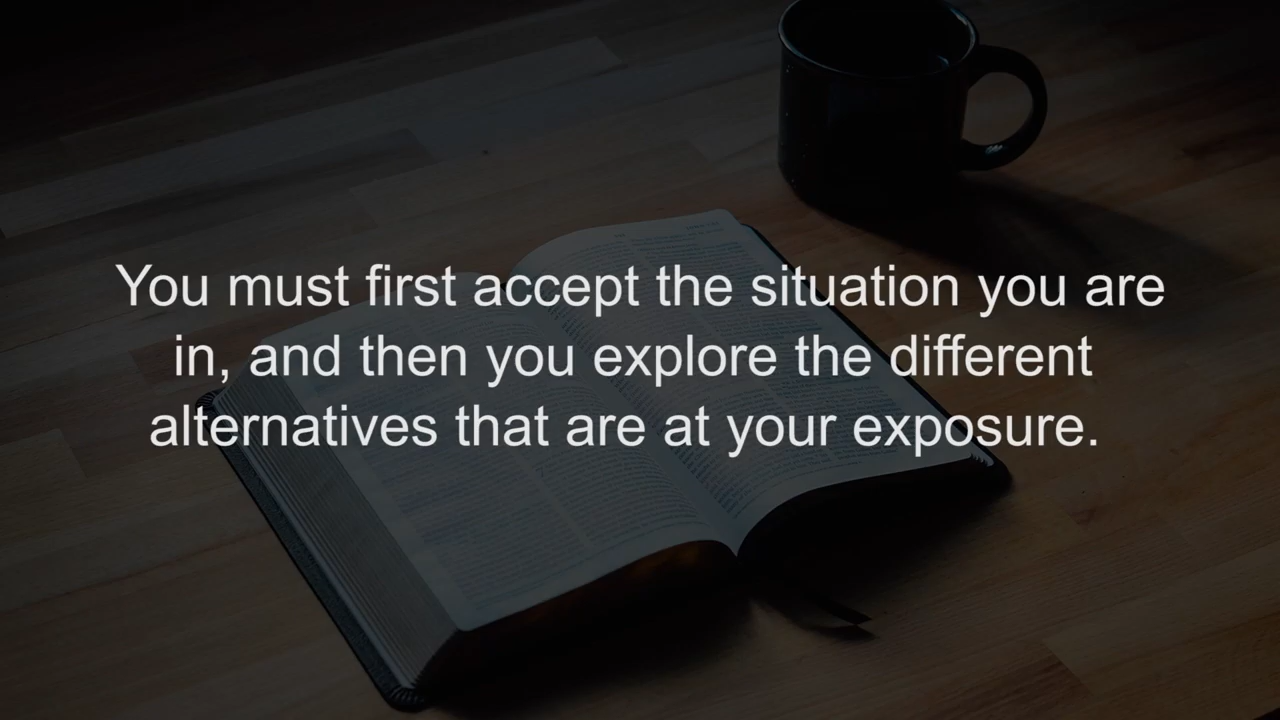 You must first accept the situation you are
in, and then you explore the different
alternatives that are at your exposure.